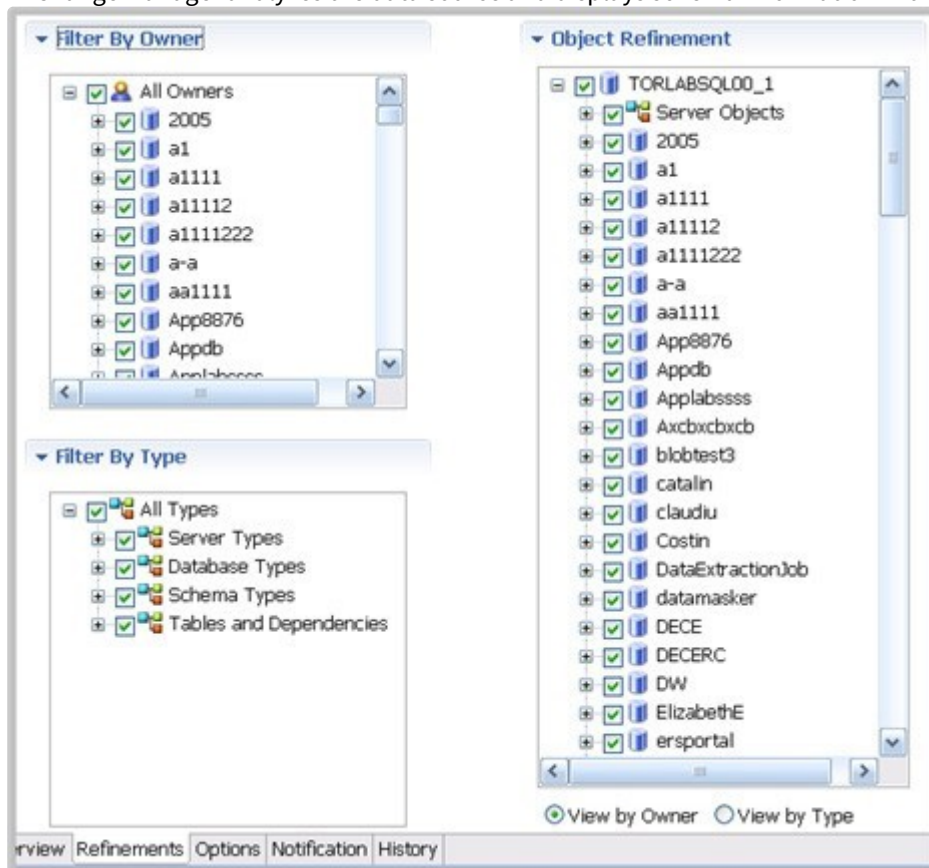 Filter By Owner
All Owners
2005
a1
a1111
a11112
a1111222
a-a
aa1111
App8876
Appdb
Applabssss
Filter By Type
All Types
Server Types
Database Types
Schema Types
Tables and Dependencies
Object Refinement
TORLABSQL00_1
Server Objects
2005
a1
a1111
a11112
a1111222
a-a
aa1111
App8876
Appdb
Applabssss
Axcbxcbxcb
blobtest3
catalin
claudiu
Costin
DataExtractionJob
datamasker
DECE
DECERC
DW
ElizabethE
ersportal
View by Owner View by Type
rview Refinements Options Notification History